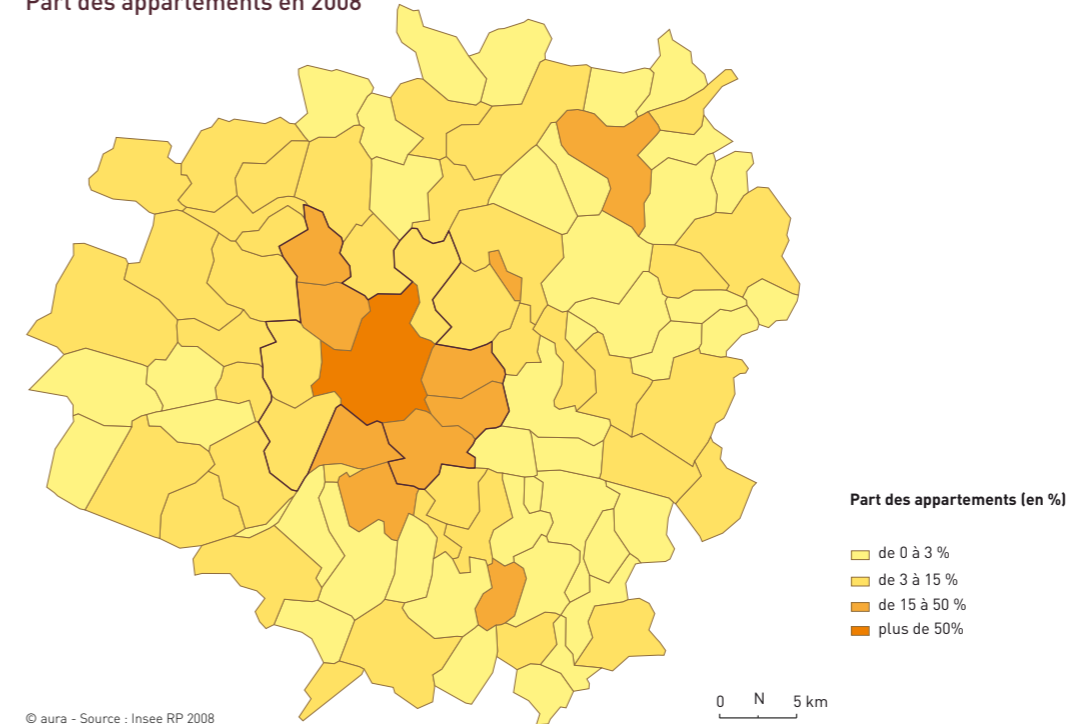 Part des appartements en 2008
Part des appartements (en %)
de 0 à 3 %
de 3 à 15 %
de 15 à 50 %
plus de 50%
0 N 5 km
© aura - Source : Insee RP 2008